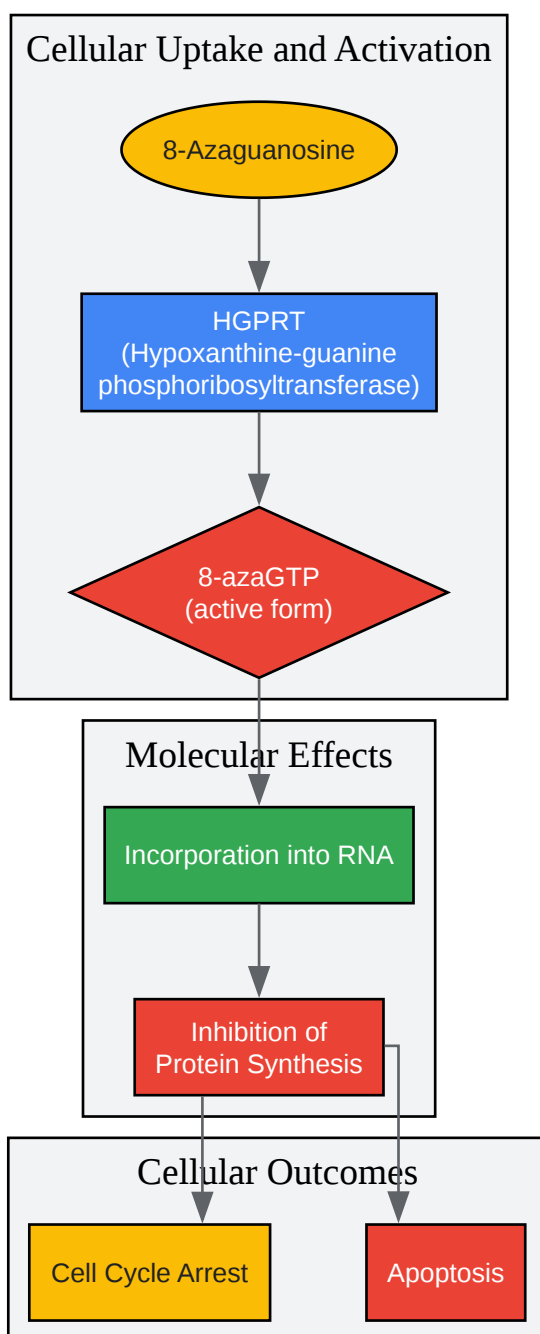 Cellular Uptake and Activation
8-Azaguanosine
HGPRT
(Hypoxanthine-guanine
phosphoribosyltransferase)
8-azaGTP
(active form)
Molecular Effects
Incorporation into RNA
Inhibition of
Protein Synthesis
Cellular Outcomes
Cell Cycle Arrest
Apoptosis